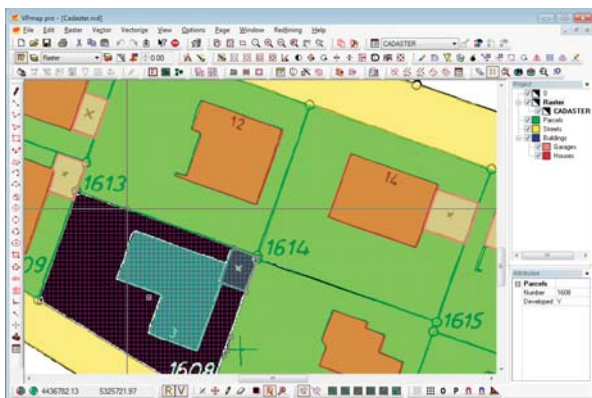 VPmap pro - [Cadaster.md]
File Edit Raster Vector Vectorize View Options Page Window Redlining Help
CADASTER
Raster
0.00
Project
0
Raster
CADASTER
Parcels
Streets
Buildings
Garages
Houses
12
14
1613
1614
09
1615
1608
Attributes
Parcels
Number 1608
Developed Y
4436782.13 5325721.97
R V
O P